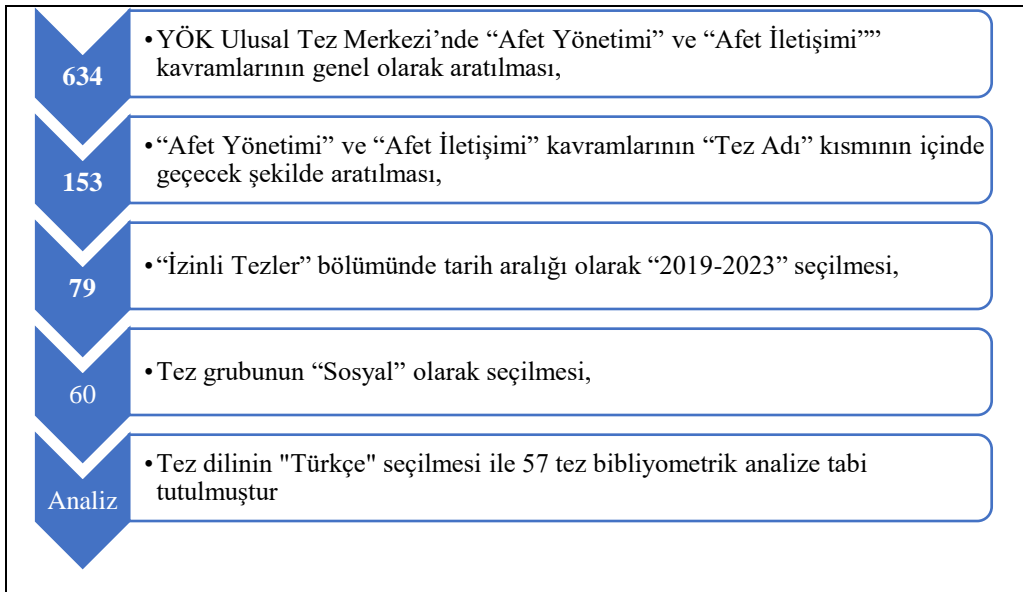 634
•YÖK Ulusal Tez Merkezi’nde “Afet Yönetimi” ve “Afet İletişimi””
kavramlarının genel olarak aratılması,
153
•“Afet Yönetimi” ve “Afet İletişimi” kavramlarının “Tez Adı” kısmının içinde
geçecek şekilde aratılması,
79
•“İzinli Tezler” bölümünde tarih aralığı olarak “2019-2023” seçilmesi,
60
•Tez grubunun “Sosyal” olarak seçilmesi,
Analiz
•Tez dilinin "Türkçe" seçilmesi ile 57 tez bibliyometrik analize tabi
tutulmuştur